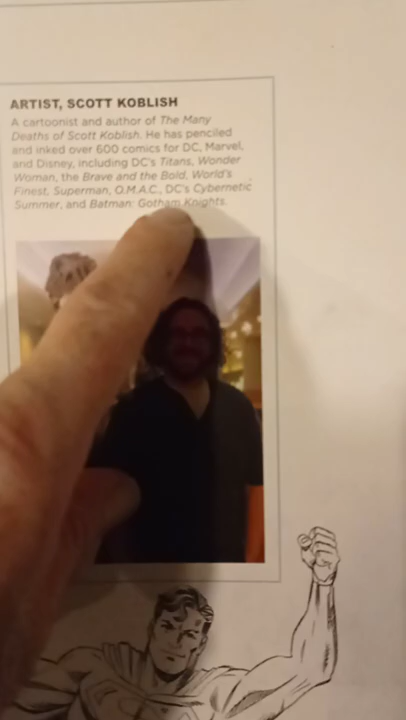 ARTIST, SCOTT KOBLISH
A cartoonist and author of The Many
Deaths of Scott Koblish. He has penciled
and inked over 600 comics for DC, Marvel,
and Disney, including DC's Titans, Wonder
Woman, the Brave and the Bold, World's
Finest, Superman, O.M.A.C., DC's Cybernetic
Summer, and Batman: Gotham Knights.